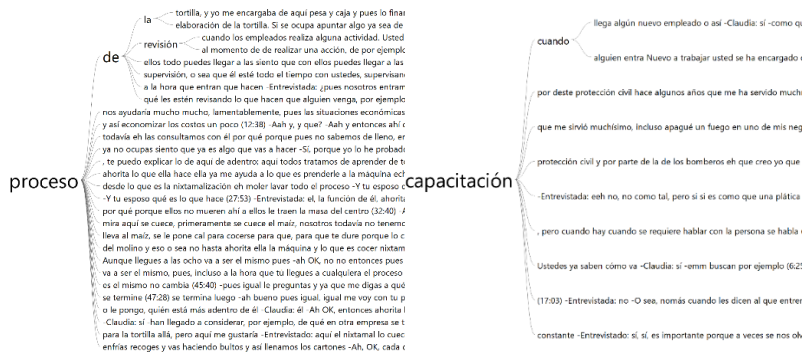 la
tortilla, y yo me encargaba de aquí pesa y caja y pues lo finan
elaboración de la tortilla. Si se ocupa apuntar algo ya sea de
revisión
cuando los empleados realiza alguna actividad. Usted
al momento de de realizar una acción, de por ejemplo
de
ellos todo puedes llegar a las siento que con ellos puedes llegar a las
supervisión, o sea que él esté todo el tiempo con ustedes, supervisan
a la hora que entran que hacen -Entrevistada: ¿pues nosotros entram
qué les estén revisando lo que hacen que alguien venga, por ejemplo
nos ayudaría mucho mucho, lamentablemente, pues las situaciones económicas
y así economizar los costos un poco (12:38) -Aah y, y que? -Aah y entonces ahí c
todavía eh las consultamos con él por qué porque pues no sabemos de lleno, er
ya no ocupas siento que ya es algo que vas a hacer -Sí, porque yo lo he probad
, te puedo explicar lo de aquí de adentro: aqui todos tratamos de aprender de t
ahorita lo que ella hace ella ya me ayuda a lo que es prenderle a la máquina ech
desde lo que es la nixtamalización eh moler lavar todo el proceso -Y tu esposo c
proceso
-Y tu esposo qué es lo que hace (27:53) -Entrevistada: el, la función de él, ahorit
por qué porque ellos no mueren ahí a ellos le traen la masa del centro (32:40) -A
mira aquí se cuece, primeramente se cuece el maíz, nosotros todavía no tenemo
lleva al maíz, se le pone cal para cocerse para que, para que te dure porque lo c
del molino y eso o sea no hasta ahorita ella la máquina y lo que es cocer nixtam
Aunque llegues a las ocho va a ser el mismo pues -ah OK, no no entonces pues
va a ser el mismo, pues, incluso a la hora que tu llegues a cualquiera el proceso
es el mismo no cambia (45:40) -pues igual le preguntas y ya que me digas a qué
se termine (47:28) se termina luego -ah bueno pues igual. igual me voy con tu p
o le pongo, quién está más adentro de él -Claudia: él -Ah OK, entonces ahorita l
-Claudia: sí -han llegado a considerar, por ejemplo, de qué en otra empresa se t
para la tortilla allá, pero aquí me gustaría -Entrevistada: aquí el nixtamal lo cuec
enfrías recoges y vas haciendo bultos y así llenamos los cartones -Ah, OK, cada c
cuando
llega algún nuevo empleado o así -Claudia: sí -como qu
alguien entra Nuevo a trabajar usted se ha encargado
por deste protección civil hace algunos años que me ha servido much
que me sirvió muchísimo, incluso apagué un fuego en uno de mis neg
protección civil y por parte de la de los bomberos eh que creo yo que
capacitación
-Entrevistada: eeh no, no como tal, pero si si es como que una plática
, pero cuando hay cuando se requiere hablar con la persona se habla
Ustedes ya saben cómo va -Claudia: sí -emm buscan por ejemplo (6:25
(17:03) -Entrevistada: no -O sea, nomás cuando les dicen al que entre
constante -Entrevistado: sí, sí, es importante porque a veces se nos olv